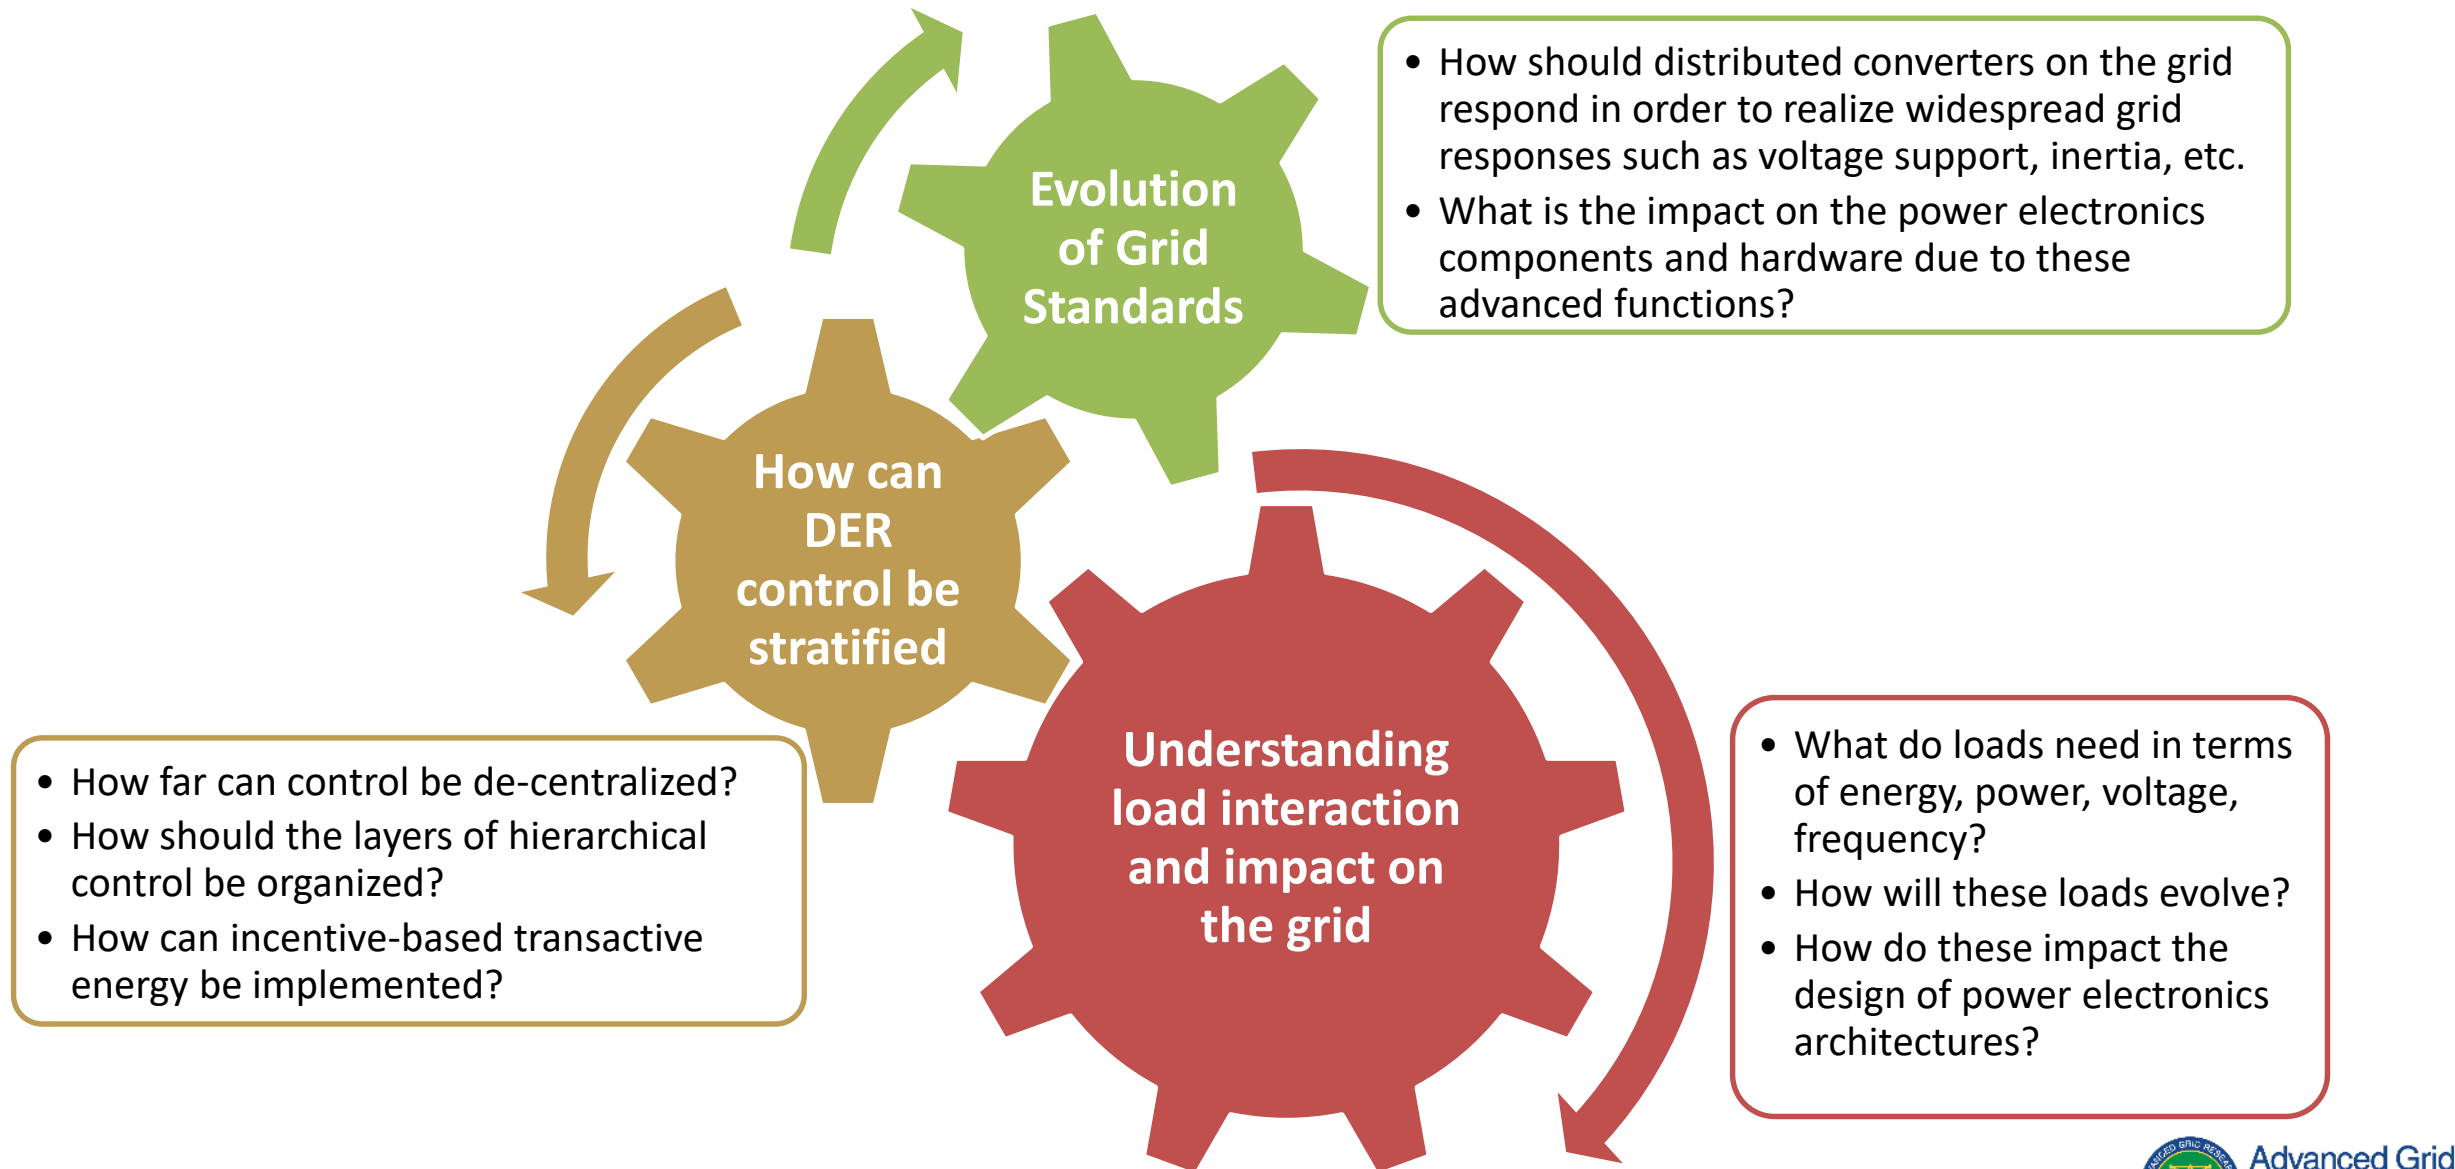 Evolution
of Grid
Standards
• How should distributed converters on the grid
respond in order to realize widespread grid
responses such as voltage support, inertia, etc.
• What is the impact on the power electronics
components and hardware due to these
advanced functions?
How can
DER
control be
stratified
• How far can control be de-centralized?
• How should the layers of hierarchical
control be organized?
• How can incentive-based transactive
energy be implemented?
Understanding
load interaction
and impact on
the grid
• What do loads need in terms
of energy, power, voltage,
frequency?
• How will these loads evolve?
• How do these impact the
design of power electronics
architectures?
Advanced Grid